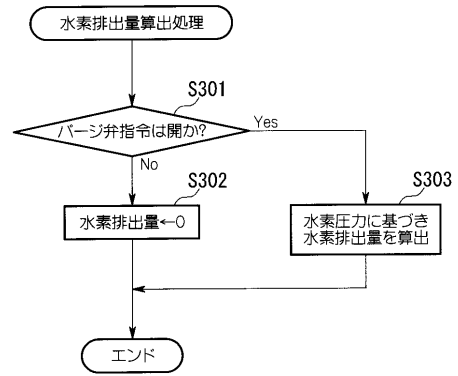 水素排出量算出処理
S301
パージ弁指令は開か?
Yes
No
S302
水素排出量←0
S303
水素圧力に基づき
水素排出量を算出
エンド